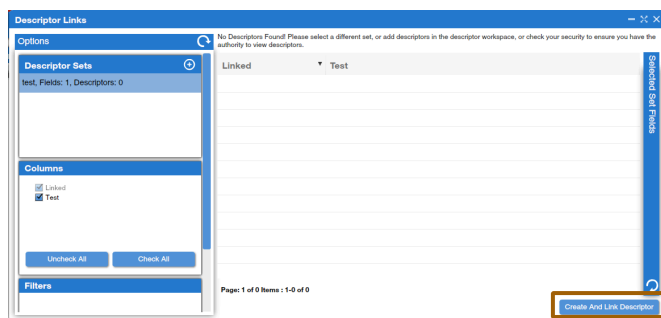 Descriptor Links
Options
No Descriptors Found! Please select a different set, or add descriptors in the descriptor workspace, or check your security to ensure you have the
authority to view descriptors.
Descriptor Sets
test, Fields: 1, Descriptors: 0
Linked
Test
Selected Set Fields
Columns
Linked
Test
Uncheck All
Check All
Filters
Page: 1 of 0 Items : 1-0 of 0
Create And Link Descriptor